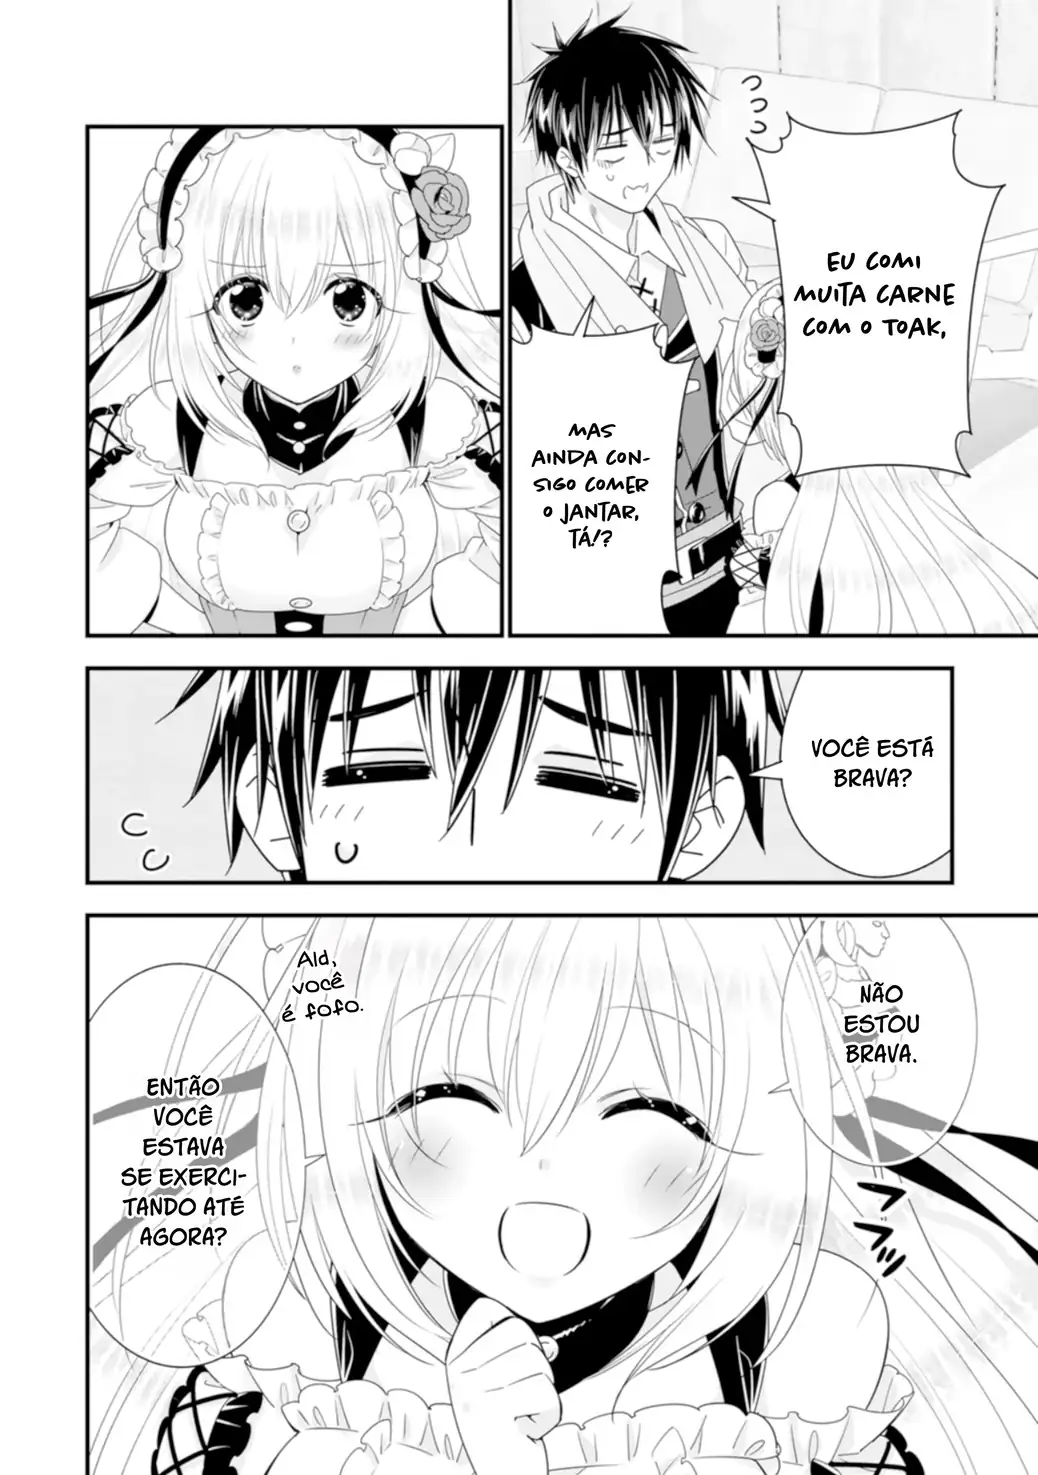 EU COMI
MUITA CARNE
COM O TOAK,
MAS
AINDA CON-
SIGO COMER
O JANTAR,
TÁ!?
VOCÊ ESTÁ
BRAVA?
NÃO
ESTOU
BRAVA.
Ald,
você
é fofo.
ENTÃO
VOCÊ
ESTAVA
SE EXERCI-
TANDO ATÉ
AGORA?